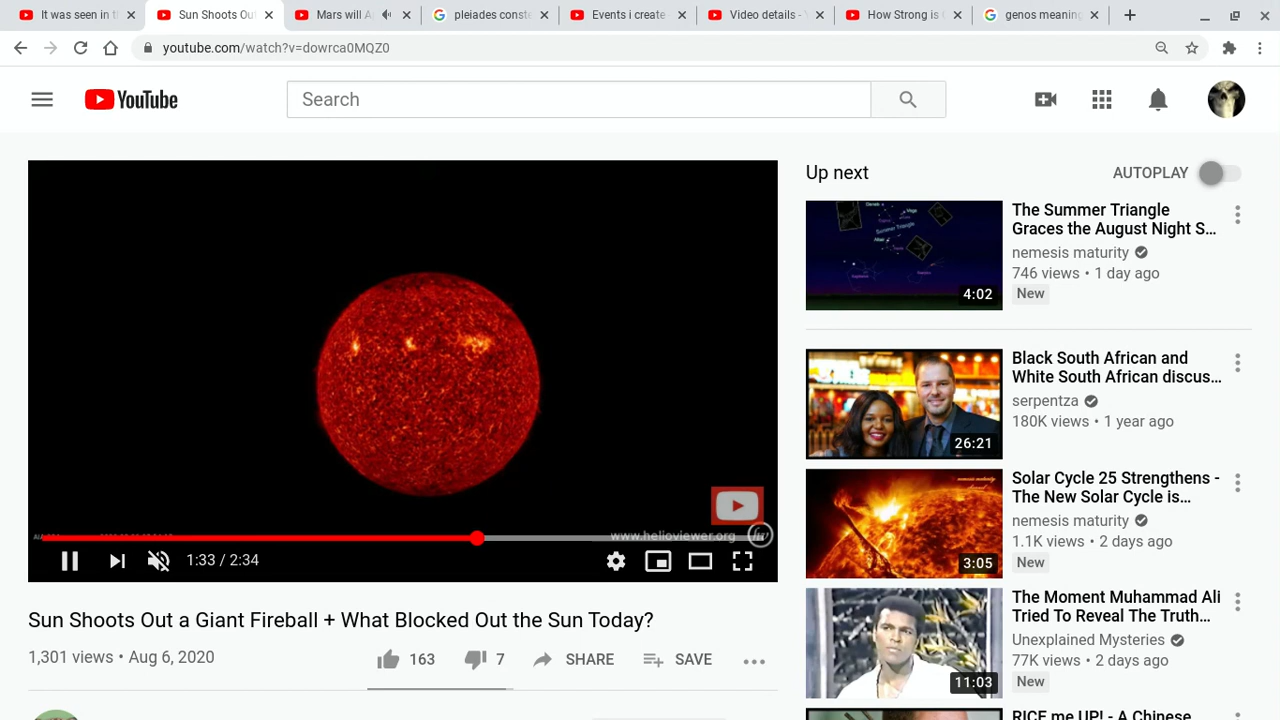 It was seen in t
Sun Shoots Ou
Mars will A
pleiades conste
Events i create
Video details - Y
How Strong is
genos meaning
youtube.com/watch?v=dowrca0MQZ0
YouTube
Search
Up next
AUTOPLAY
The Summer Triangle
Graces the August Night S...
nemesis maturity
746 views • 1 day ago
New
Summer Triangle
4:02
Black South African and
White South African discus...
serpentza
180K views • 1 year ago
26:21
Solar Cycle 25 Strengthens -
The New Solar Cycle is...
nemesis maturity
1.1K views • 2 days ago
New
3:05
The Moment Muhammad Ali
Tried To Reveal The Truth...
Unexplained Mysteries
77K views • 2 days ago
New
11:03
RICE me UP! - A Chinese
www.helioviewer.org
1:33 / 2:34
Sun Shoots Out a Giant Fireball + What Blocked Out the Sun Today?
1,301 views • Aug 6, 2020
163
7
SHARE
SAVE